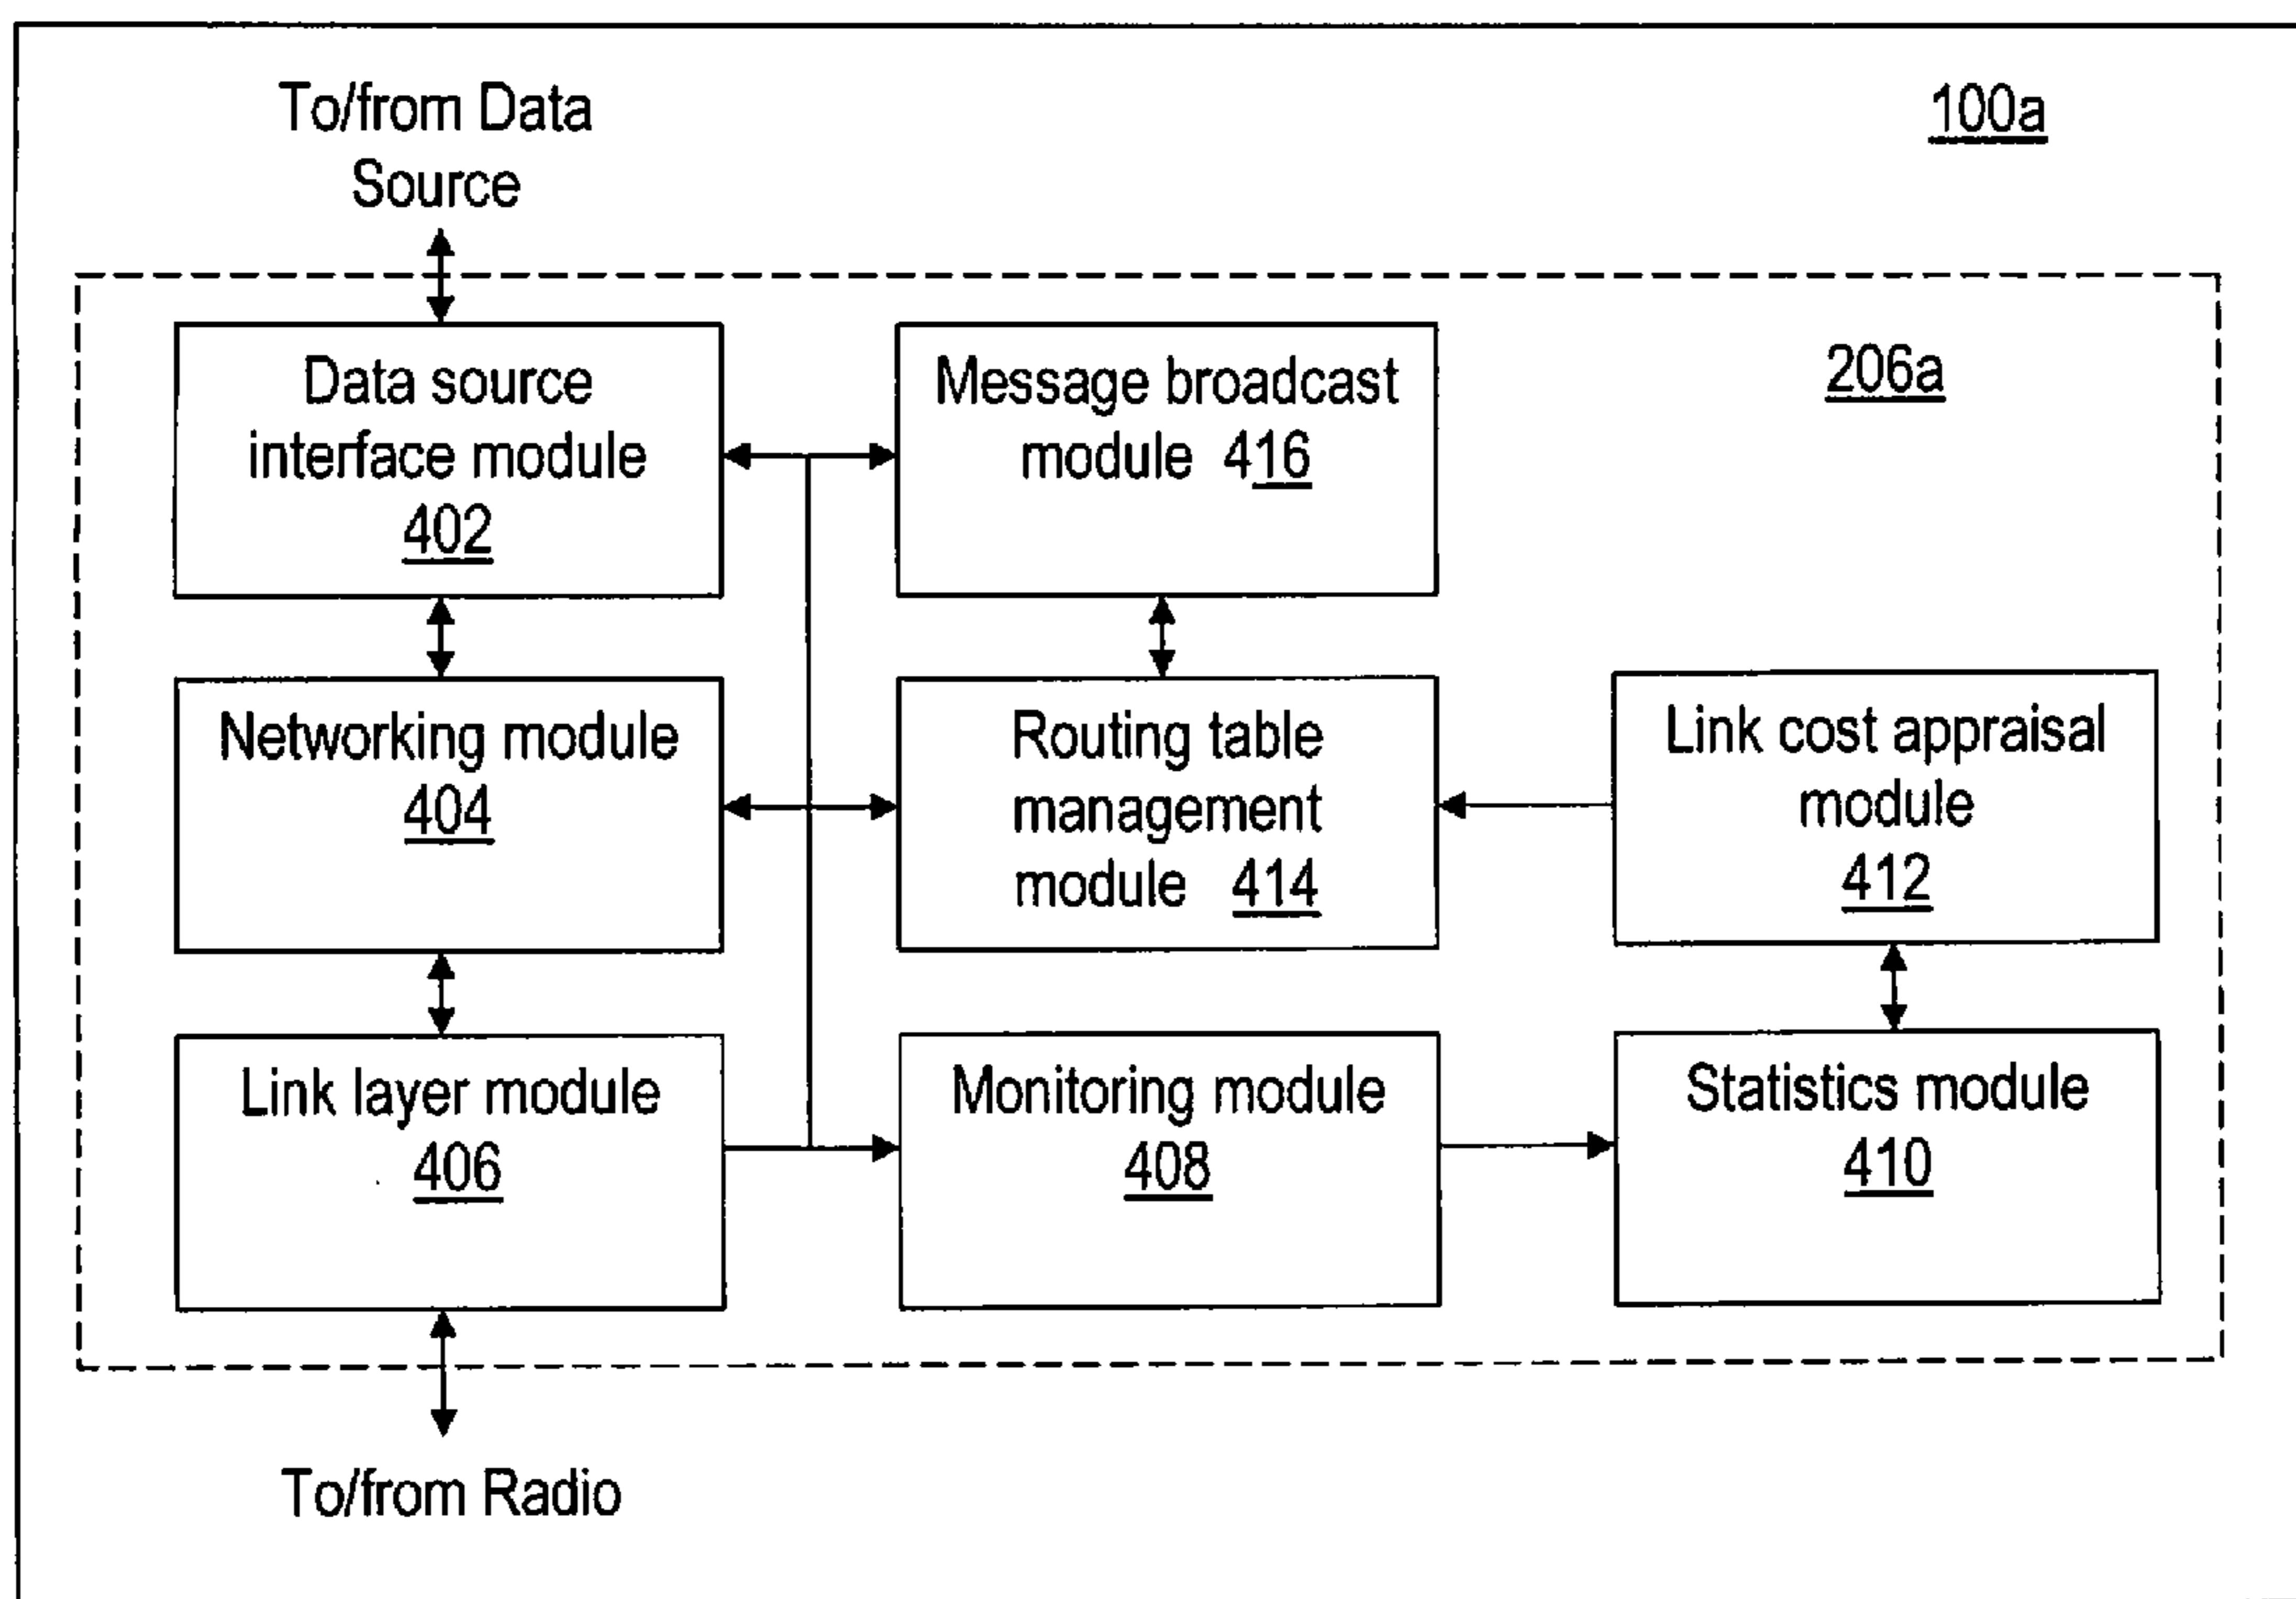 To/from Data
Source
100a
Data source
interface module
402
Message broadcast
module 416
206a
Networking module
404
Routing table
management
module 414
Link cost appraisal
module
412
Link layer module
406
Monitoring module
408
Statistics module
410
To/from Radio